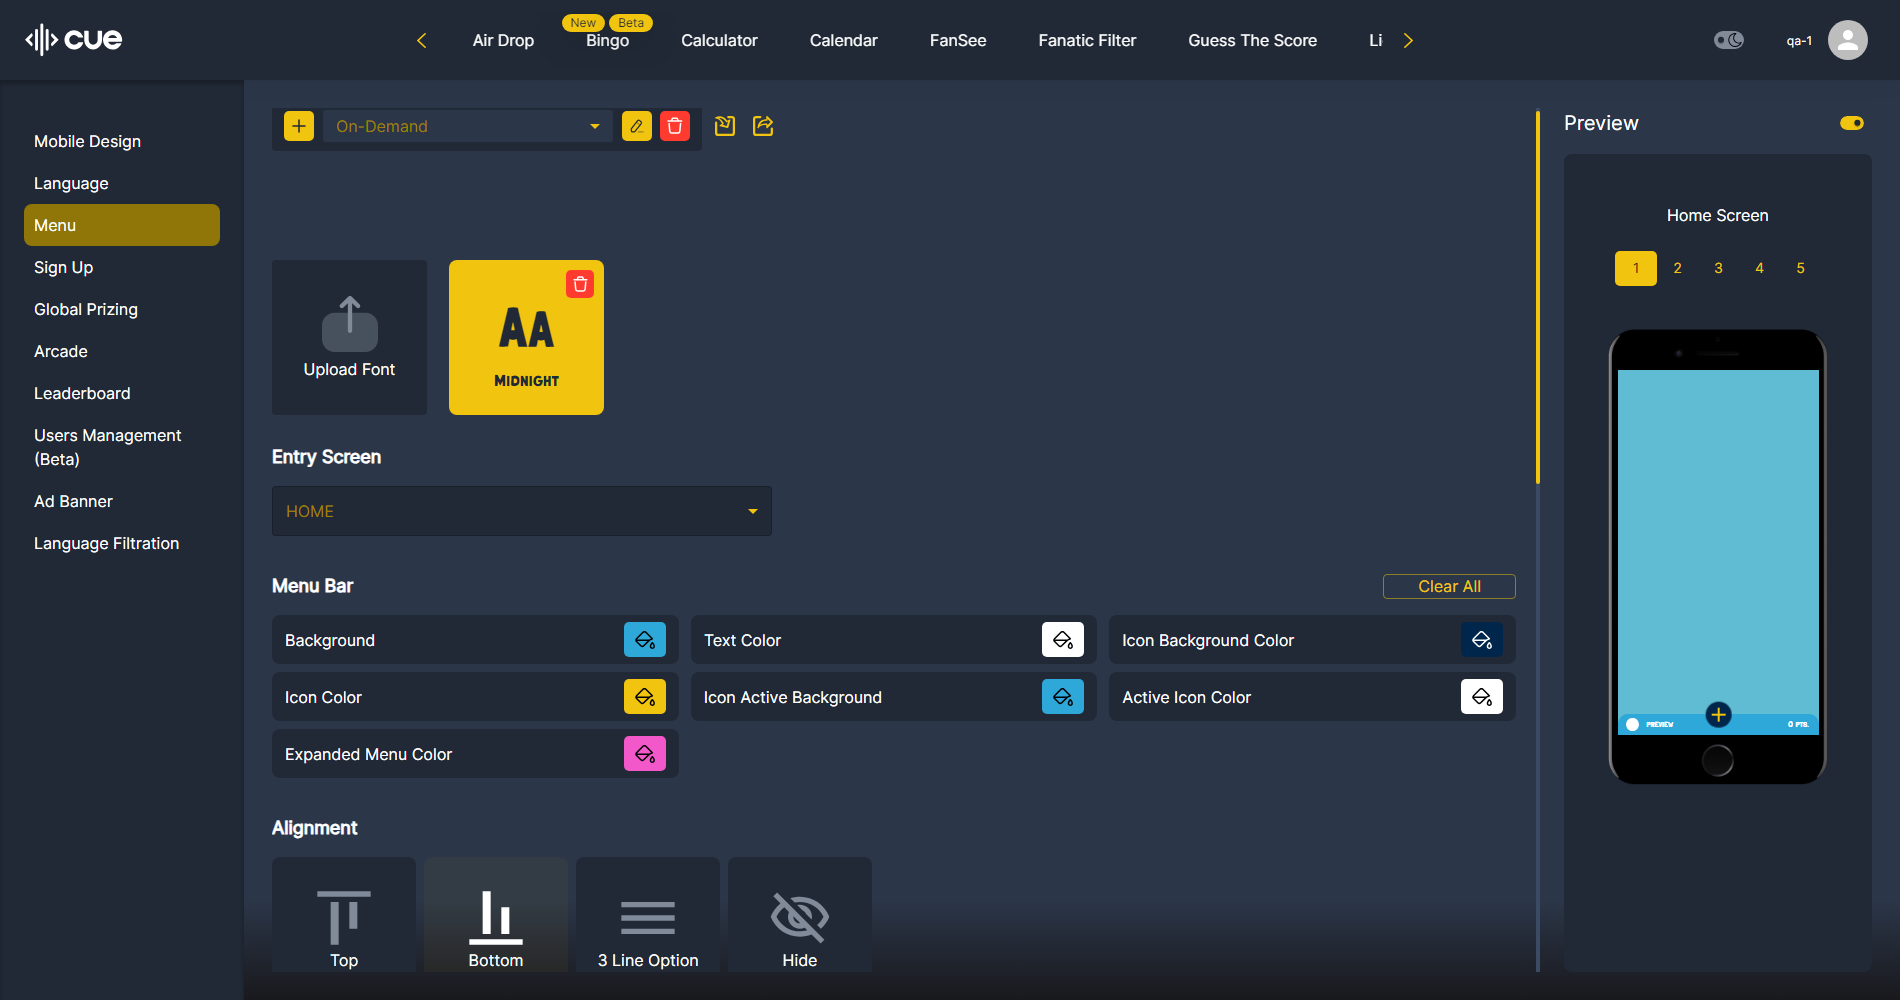 cue
Air Drop
New
Beta
Bingo
Calculator
Calendar
FanSee
Fanatic Filter
Guess The Score
Li
qa-1
Mobile Design
Language
Menu
Sign Up
Global Prizing
Arcade
Leaderboard
Users Management
(Beta)
Ad Banner
Language Filtration
On-Demand
Upload Font
AA
MIDNIGHT
Entry Screen
HOME
Menu Bar
Clear All
Background
Text Color
Icon Background Color
Icon Color
Icon Active Background
Active Icon Color
Expanded Menu Color
Alignment
Top
Bottom
3 Line Option
Hide
Preview
Home Screen
1
2
3
4
5
PREVIEW
0 PTS.